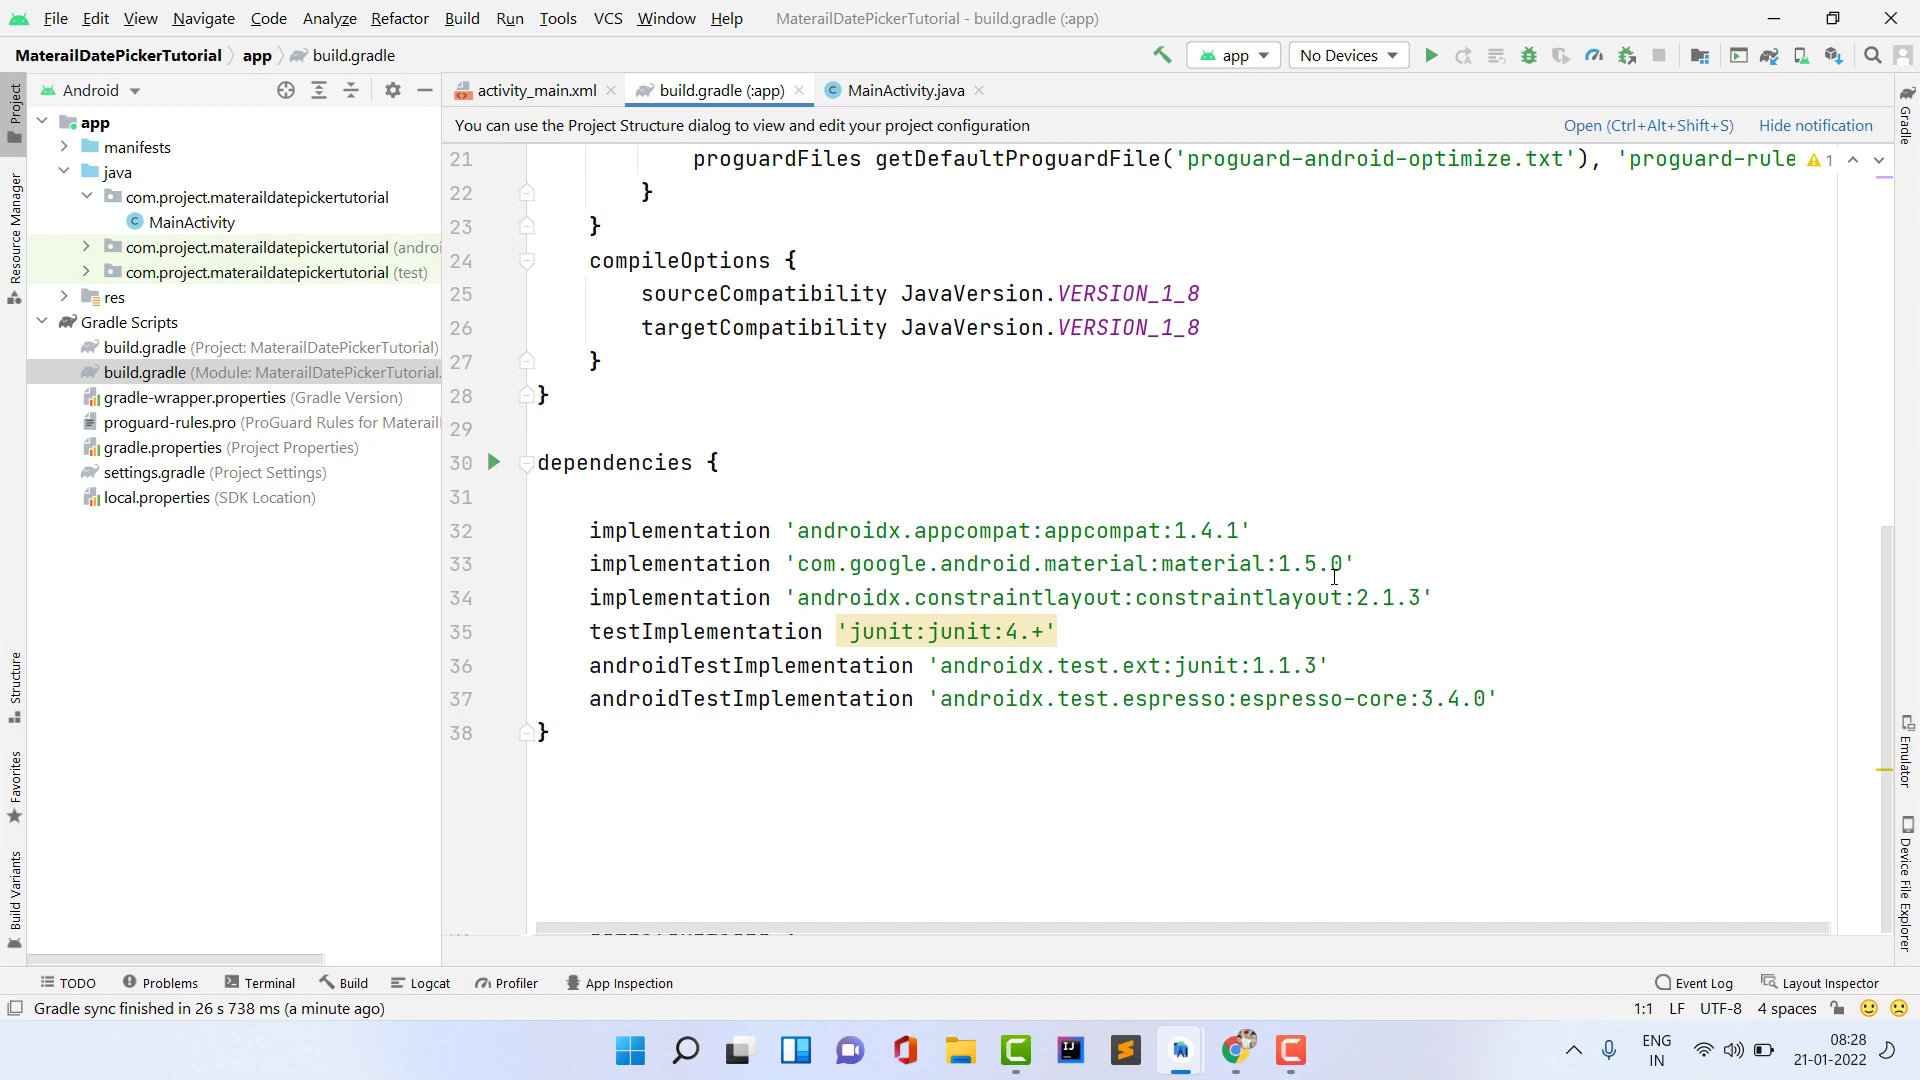 File Edit View Navigate Code Analyze Refactor Build Run Tools VCS Window Help MaterailDatePickerTutorial - build.gradle (:app)
MaterailDatePickerTutorial app build.gradle app No Devices
Android activity_main.xml build.gradle (:app) MainActivity.java
You can use the Project Structure dialog to view and edit your project configuration Open (Ctrl+Alt+Shift+S) Hide notification
Project
Resource Manager
Structure
Favorites
Build Variants
app
manifests
java
com.project.materaildatepickertutorial
MainActivity
com.project.materaildatepickertutorial (androi
com.project.materaildatepickertutorial (test)
res
Gradle Scripts
build.gradle (Project: MaterailDatePickerTutorial)
build.gradle (Module: MaterailDatePickerTutorial.
gradle-wrapper.properties (Gradle Version)
proguard-rules.pro (ProGuard Rules for Materail
gradle.properties (Project Properties)
settings.gradle (Project Settings)
local.properties (SDK Location)
21 proguardFiles getDefaultProguardFile('proguard-android-optimize.txt'), 'proguard-rule 1
22 }
23 }
24 compileOptions {
25 sourceCompatibility JavaVersion.VERSION_1_8
26 targetCompatibility JavaVersion.VERSION_1_8
27 }
28 }
29
30 dependencies {
31
32 implementation 'androidx.appcompat:appcompat:1.4.1'
33 implementation 'com.google.android.material:material:1.5.0'
34 implementation 'androidx.constraintlayout:constraintlayout:2.1.3'
35 testImplementation 'junit:junit:4.+'
36 androidTestImplementation 'androidx.test.ext:junit:1.1.3'
37 androidTestImplementation 'androidx.test.espresso:espresso-core:3.4.0'
38 }
Gradle
Emulator
Device File Explorer
TODO Problems Terminal Build Logcat Profiler App Inspection Event Log Layout Inspector
Gradle sync finished in 26 s 738 ms (a minute ago) 1:1 LF UTF-8 4 spaces
ENG 08:28
IN 21-01-2022